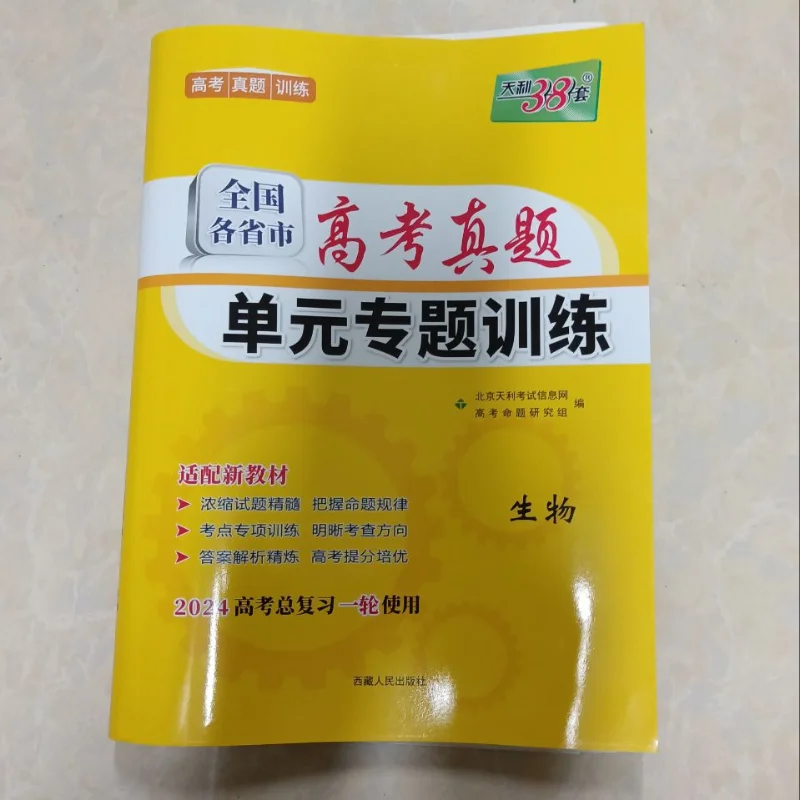 高考 真题 训练
天利38套®
全国
各省市
高考真题
单元专题训练
北京天利考试信息网
高考命题研究组
编
适配新教材
浓缩试题精髓 把握命题规律
考点专项训练 明晰考查方向
答案解析精炼 高考提分培优
生物
2024高考总复习一轮使用
西藏人民出版社